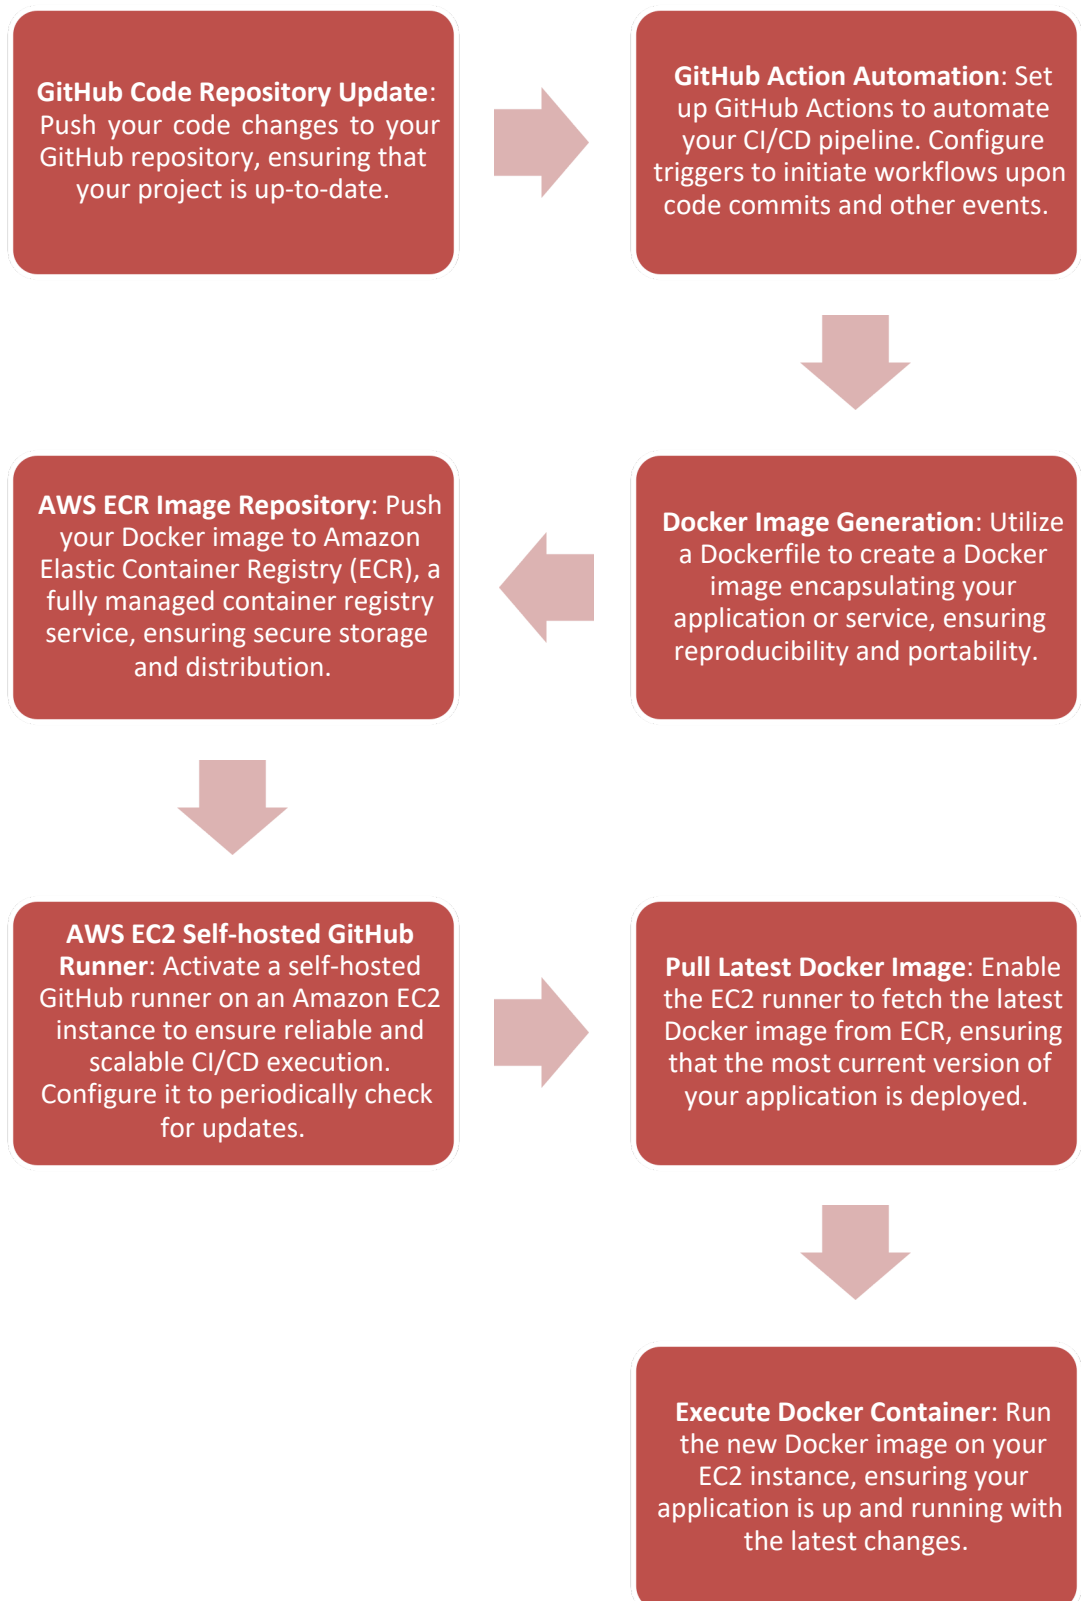 GitHub Code Repository Update:
Push your code changes to your
GitHub repository, ensuring that
your project is up-to-date.
GitHub Action Automation: Set
up GitHub Actions to automate
your CI/CD pipeline. Configure
triggers to initiate workflows upon
code commits and other events.
Docker Image Generation: Utilize
a Dockerfile to create a Docker
image encapsulating your
application or service, ensuring
reproducibility and portability.
AWS ECR Image Repository: Push
your Docker image to Amazon
Elastic Container Registry (ECR), a
fully managed container registry
service, ensuring secure storage
and distribution.
AWS EC2 Self-hosted GitHub
Runner: Activate a self-hosted
GitHub runner on an Amazon EC2
instance to ensure reliable and
scalable CI/CD execution.
Configure it to periodically check
for updates.
Pull Latest Docker Image: Enable
the EC2 runner to fetch the latest
Docker image from ECR, ensuring
that the most current version of
your application is deployed.
Execute Docker Container: Run
the new Docker image on your
EC2 instance, ensuring your
application is up and running with
the latest changes.